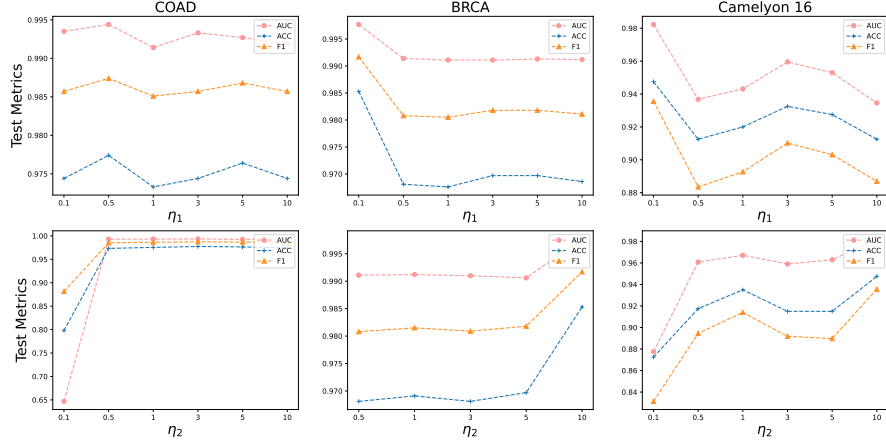 COAD
BRCA
Camelyon 16
Test Metrics
0.995
0.990
0.985
0.980
0.975
0.1 0.5 1 3 5 10
η1
AUC
ACC
F1
0.995
0.990
0.985
0.980
0.975
0.970
0.1 0.5 1 3 5 10
η1
AUC
ACC
F1
0.98
0.96
0.94
0.92
0.90
0.88
0.1 0.5 1 3 5 10
η1
AUC
ACC
F1
Test Metrics
1.00
0.95
0.90
0.85
0.80
0.75
0.70
0.65
0.1 0.5 1 3 5 10
η2
AUC
ACC
F1
0.995
0.990
0.985
0.980
0.975
0.970
0.5 1 3 5 10
η2
AUC
ACC
F1
0.98
0.96
0.94
0.92
0.90
0.88
0.86
0.84
0.1 0.5 1 3 5 10
η2
AUC
ACC
F1